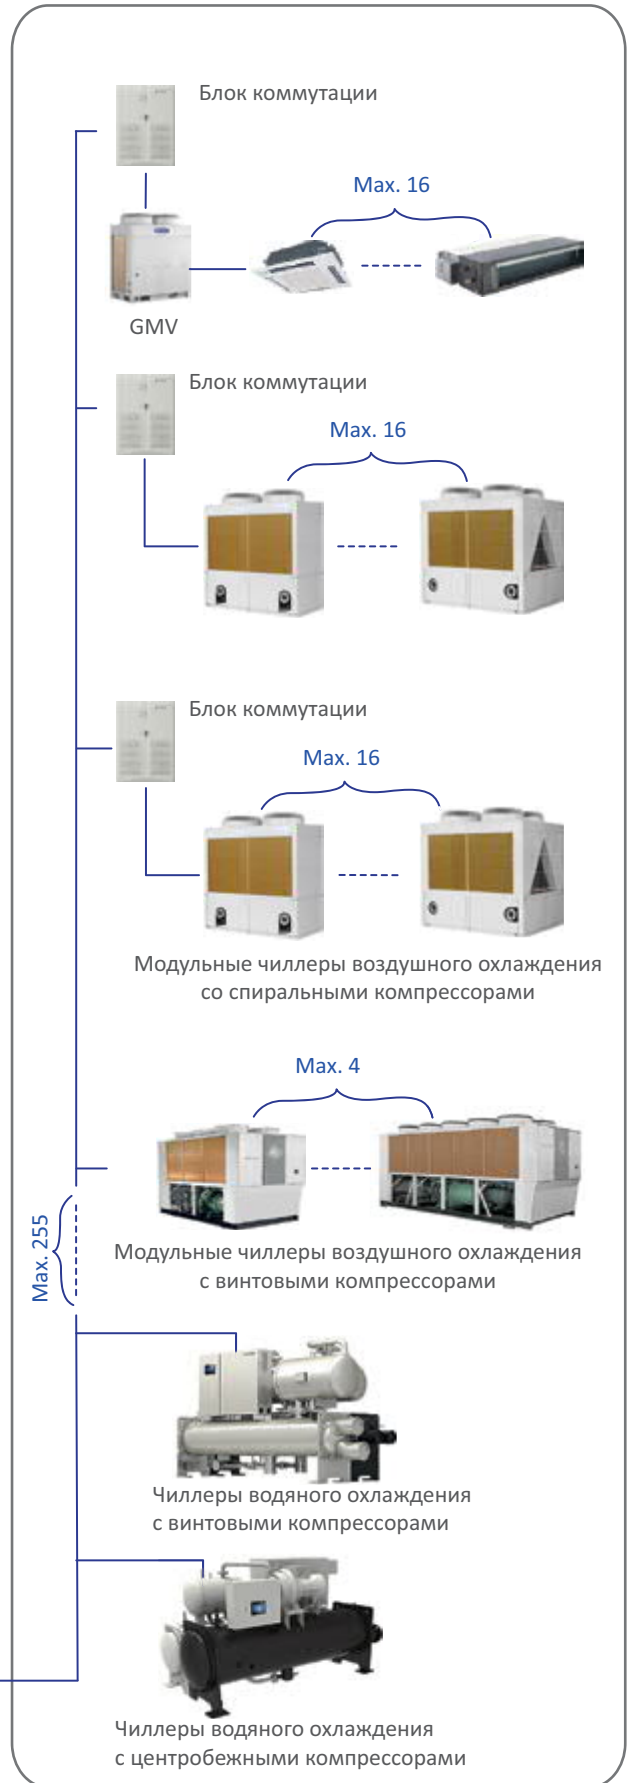 Блок коммутации
Max. 16
GMV
Блок коммутации
Max. 16
Блок коммутации
Max. 16
Модульные чиллеры воздушного охлаждения
со спиральными компрессорами
Max. 4
Модульные чиллеры воздушного охлаждения
с винтовыми компрессорами
Max. 255
Чиллеры водяного охлаждения
с винтовыми компрессорами
Чиллеры водяного охлаждения
с центробежными компрессорами